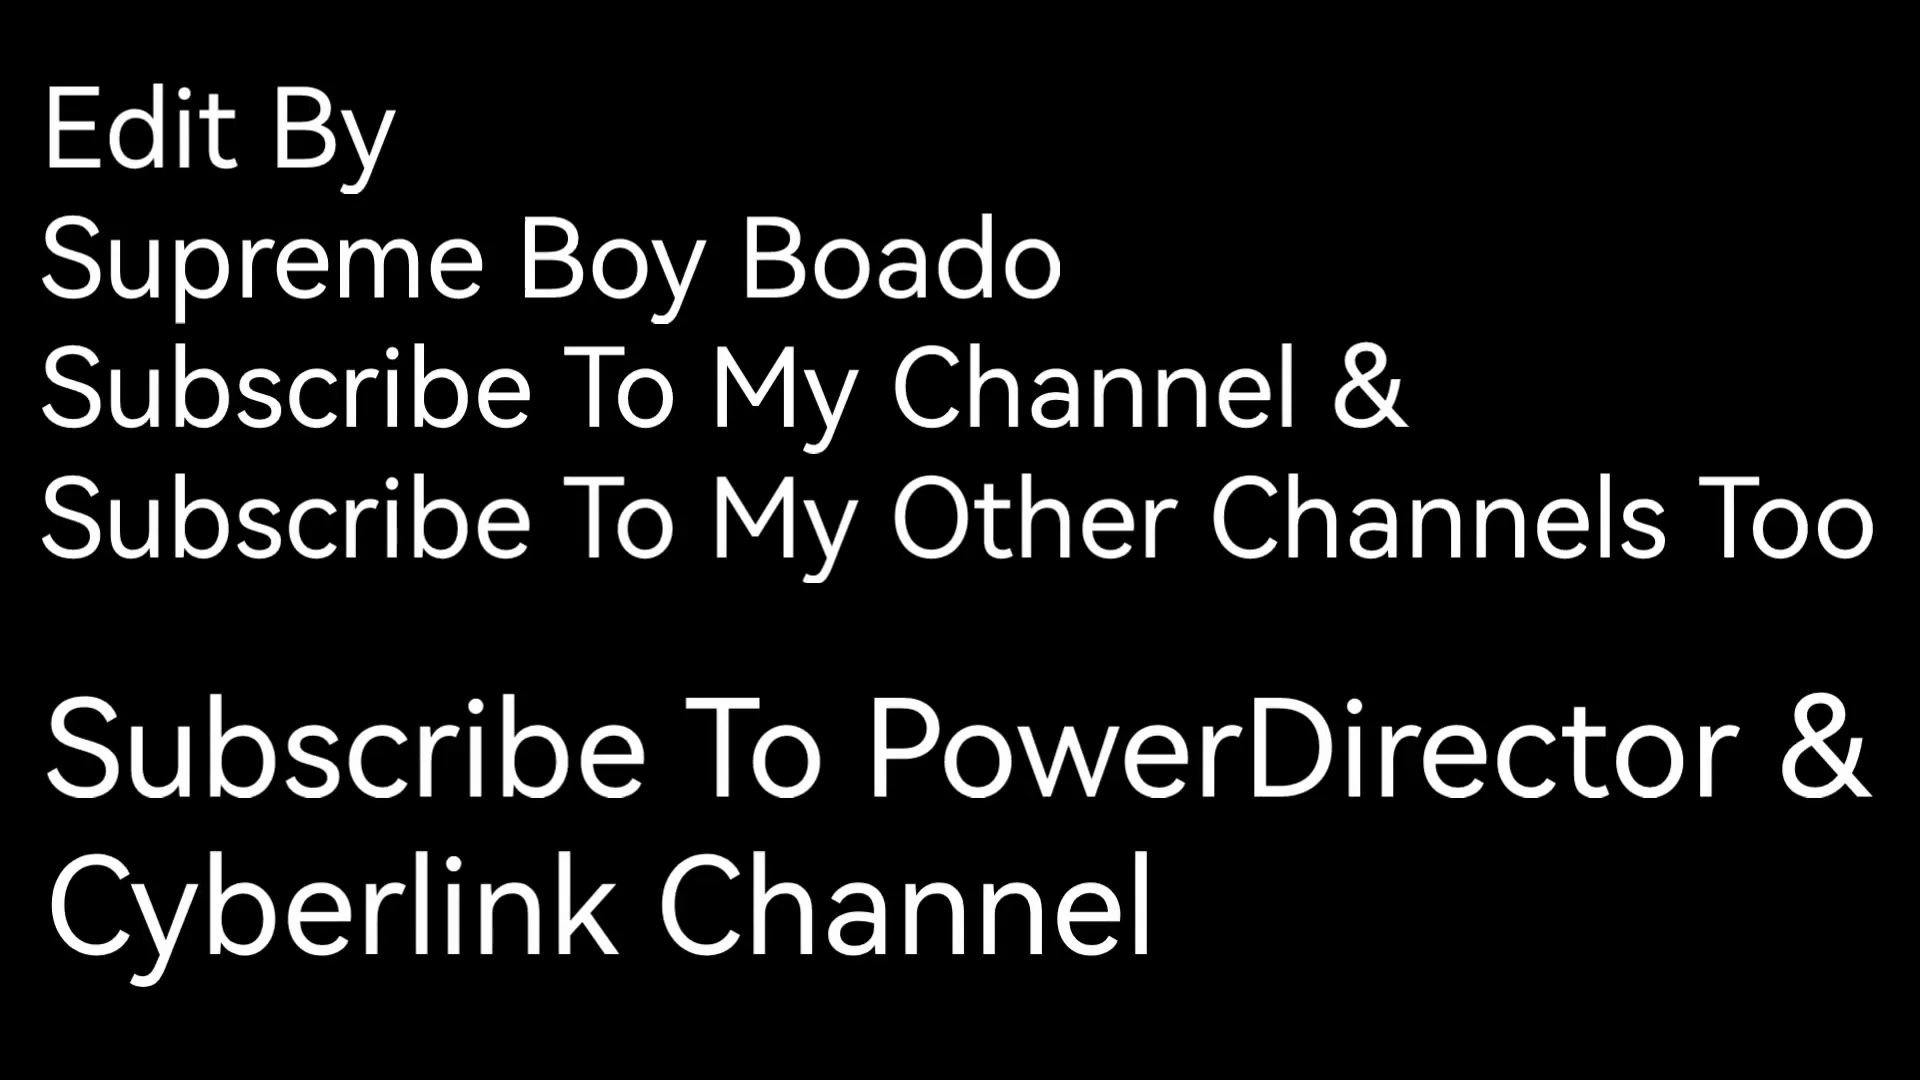 Edit By
Supreme Boy Boado
Subscribe To My Channel &
Subscribe To My Other Channels Too
Subscribe To PowerDirector &
Cyberlink Channel